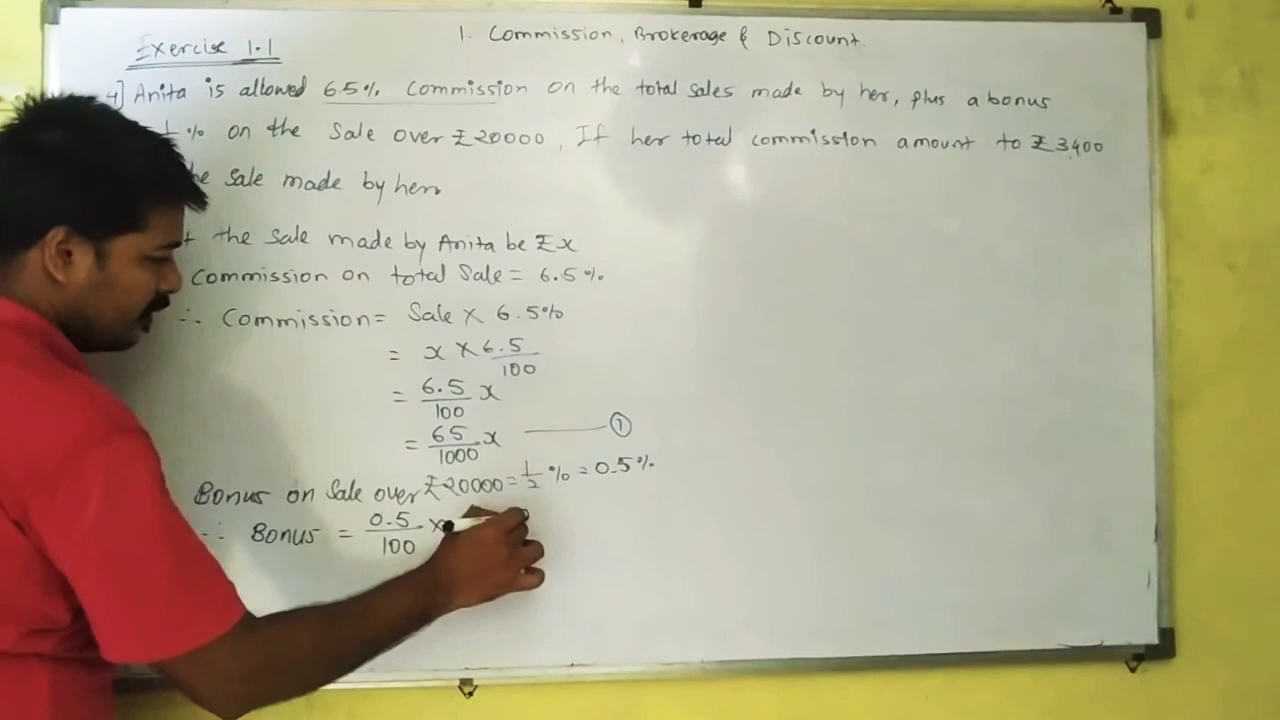 1. Commission, Brokerage & Discount.
Exercise 1.1
4] Anita is allowed 6.5% Commission on the total sales made by her, plus a bonus
% on the Sale over ₹20000, If her total commission amount to ₹3400
Sale made by her.
the Sale made by Anita be ₹x
Commission on total Sale = 6.5%
∴ Commission = Sale × 6.5%
= x × 6.5/100
= 6.5/100 x
= 65/1000 x —— ①
Bonus on Sale over ₹20000 = 1/2 % = 0.5%
∴ Bonus = 0.5/100 ×